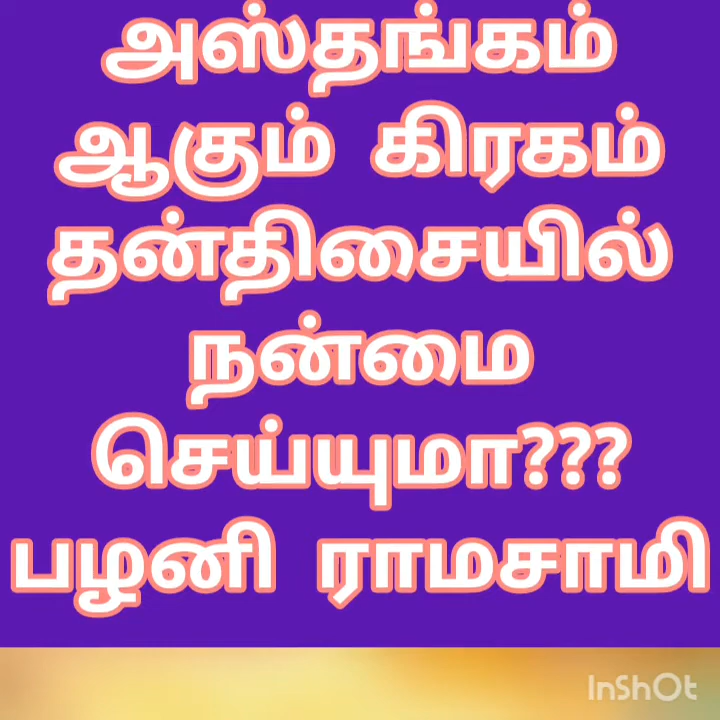 அஸ்தங்கம்
ஆகும் கிரகம்
தன்திசையில்
நன்மை
செய்யுமா???
பழனி ராமசாமி
InShOt